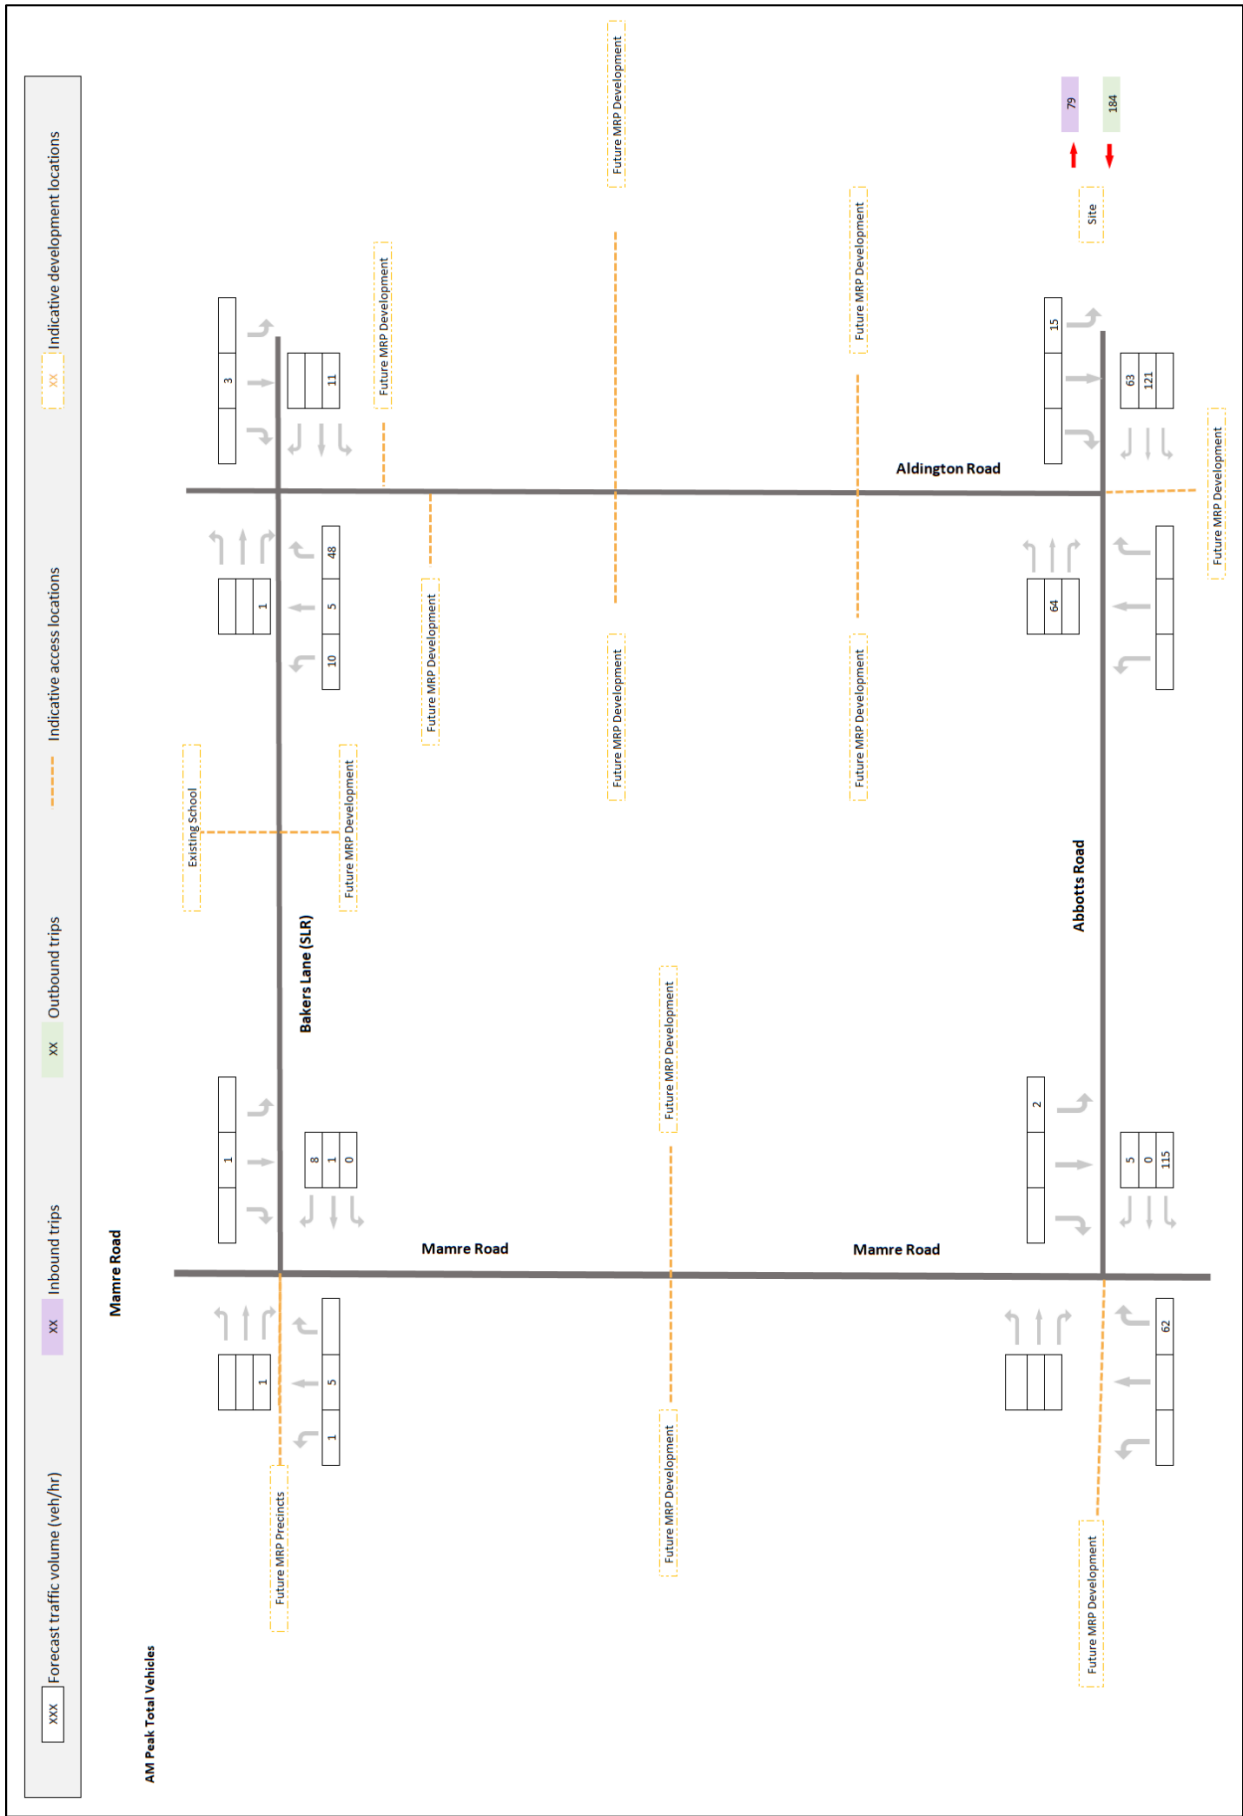 XXX Forecast traffic volume (veh/hr)
XX Inbound trips
XX Outbound trips
Indicative access locations
XX Indicative development locations
Mamre Road
AM Peak Total Vehicles
Existing School
1
3
1
1
Future MRP Precincts
Bakers Lane (SLR)
8
1 5
1
10 5 48
11
0
Future MRP Development
Future MRP Development
Future MRP Development
Mamre Road
Future MRP Development
Future MRP Development
Future MRP Development
Future MRP Development
Future MRP Development
Future MRP Development
Mamre Road
Aldington Road
2
64
15
79
Abbotts Road
Future MRP Development
Site
184
5
63
0
121
62
115
Future MRP Development